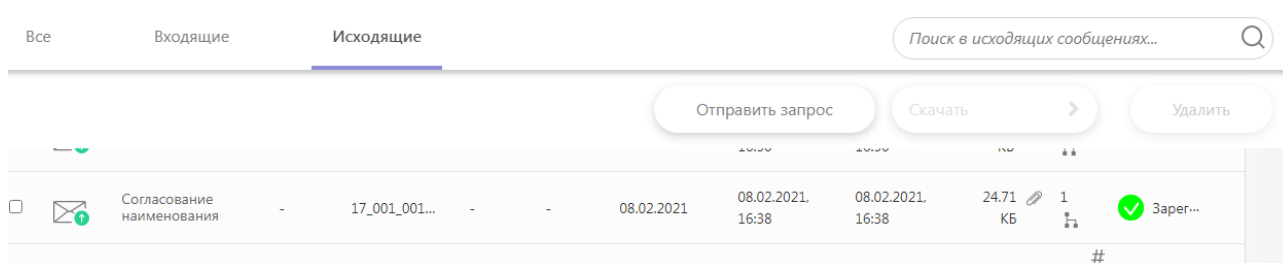 Все Входящие Исходящие Поиск в исходящих сообщениях...
Отправить запрос Скачать Удалить
Согласование
наименования - 17_001_001... - - 08.02.2021 08.02.2021,
16:38 08.02.2021,
16:38 24.71
КБ 1 Зарег...
#